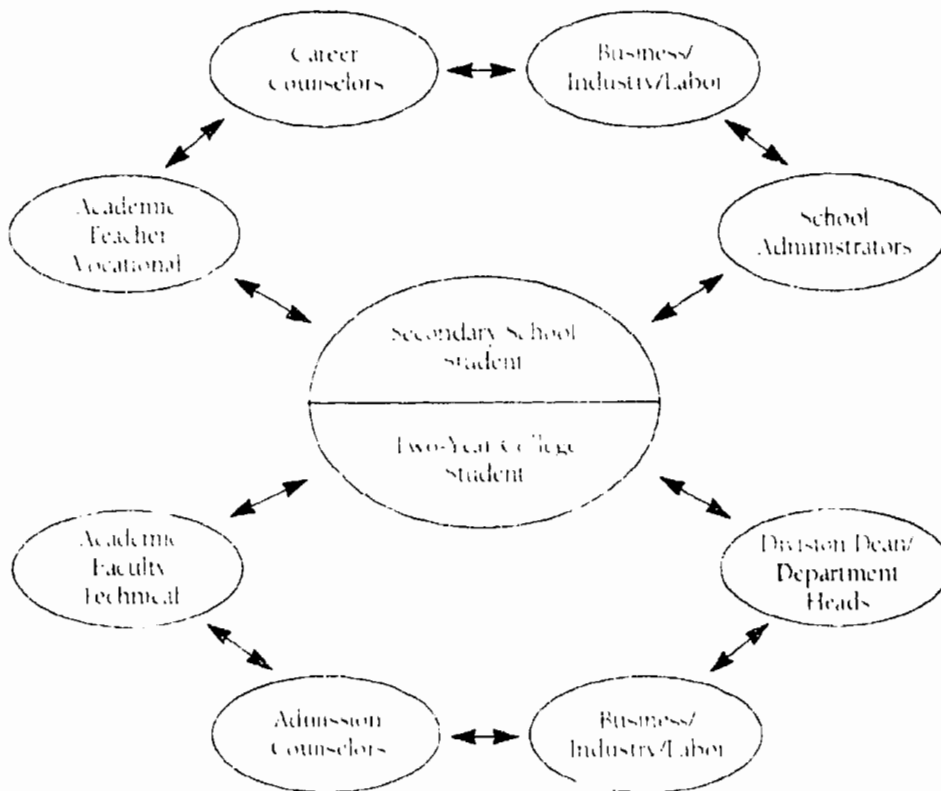 Career
Counselors
Business/
Industry/Labor
Academic
Teacher
Vocational
School
Administrators
Secondary School
Student
Two-Year College
Student
Academic
Faculty
Technical
Division Dean/
Department
Heads
Admission
Counselors
Business/
Industry/Labor